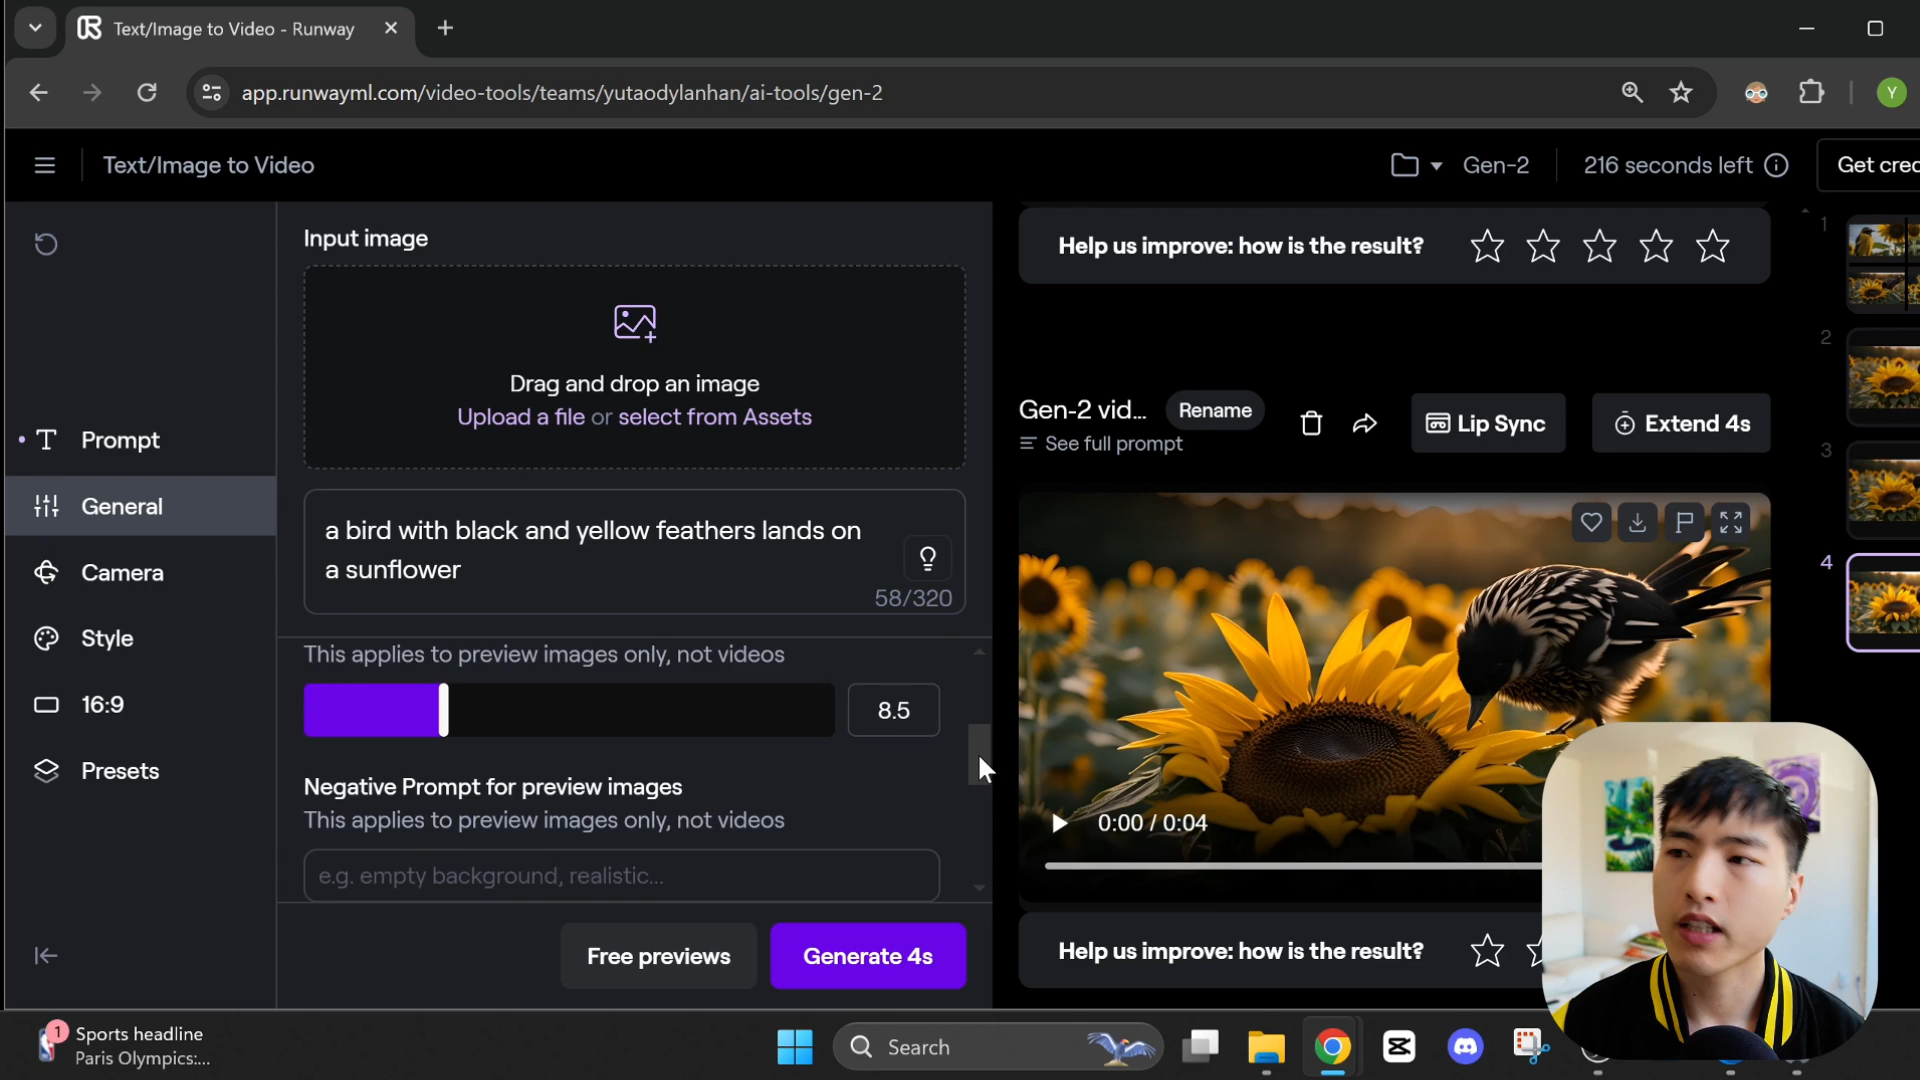 Text/Image to Video - Runway
app.runwayml.com/video-tools/teams/yutaodylanhan/ai-tools/gen-2
Y
Text/Image to Video
Gen-2
216 seconds left
Get cred
Input image
Drag and drop an image
Upload a file or select from Assets
Prompt
General
Camera
Style
16:9
Presets
a bird with black and yellow feathers lands on
a sunflower
58/320
This applies to preview images only, not videos
8.5
Negative Prompt for preview images
This applies to preview images only, not videos
e.g. empty background, realistic...
Free previews
Generate 4s
Help us improve: how is the result?
Gen-2 vid...
Rename
See full prompt
Lip Sync
Extend 4s
0:00 / 0:04
Help us improve: how is the result?
1
2
3
4
1
Sports headline
Paris Olympics:...
Search